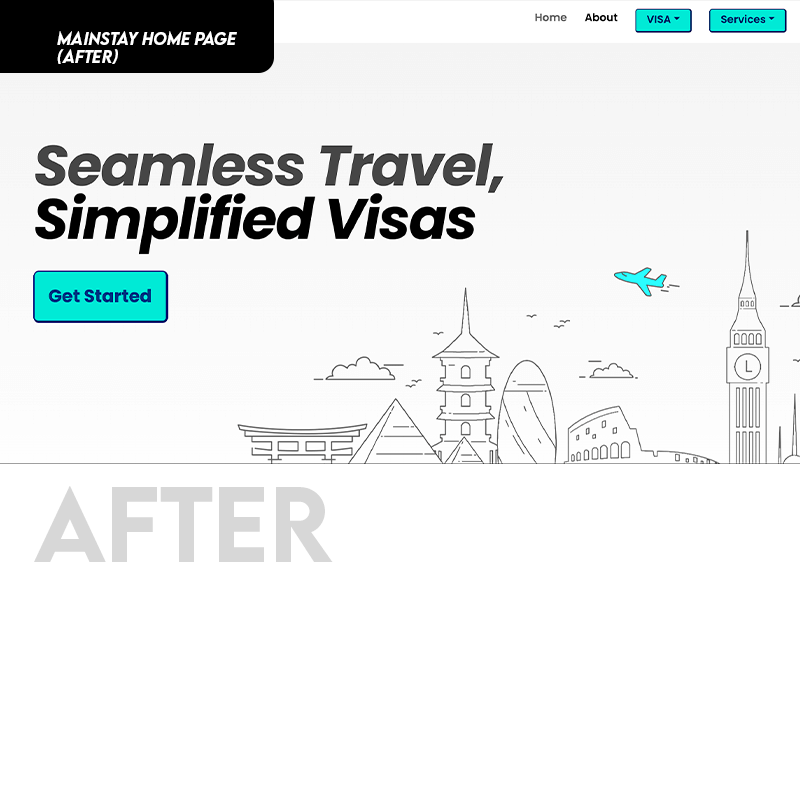 MAINSTAY HOME PAGE
(AFTER)
Home About VISA Services
Seamless Travel,
Simplified Visas
Get Started
L
AFTER